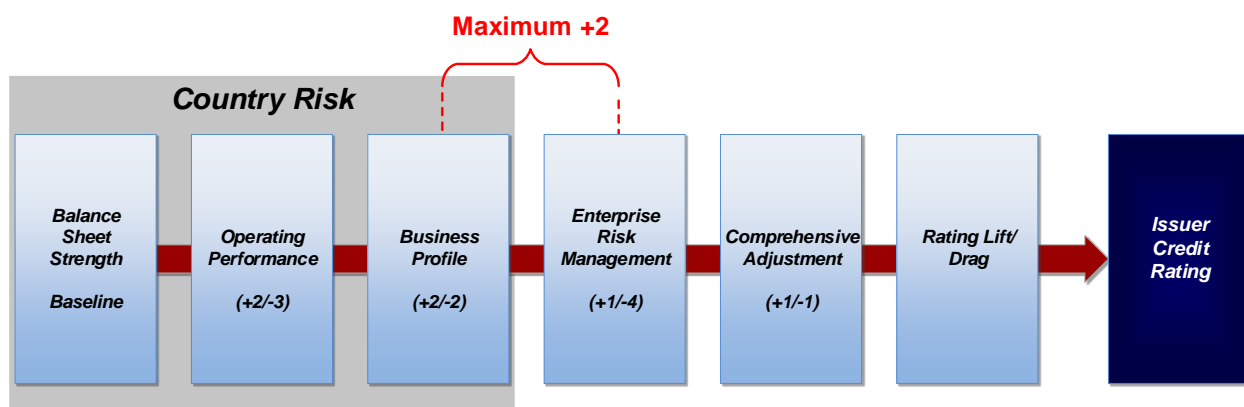 Maximum +2
Country Risk
Balance
Sheet
Strength
Baseline
Operating
Performance
(+2/-3)
Business
Profile
(+2/-2)
Enterprise
Risk
Management
(+1/-4)
Comprehensive
Adjustment
(+1/-1)
Rating Lift/
Drag
Issuer
Credit
Rating